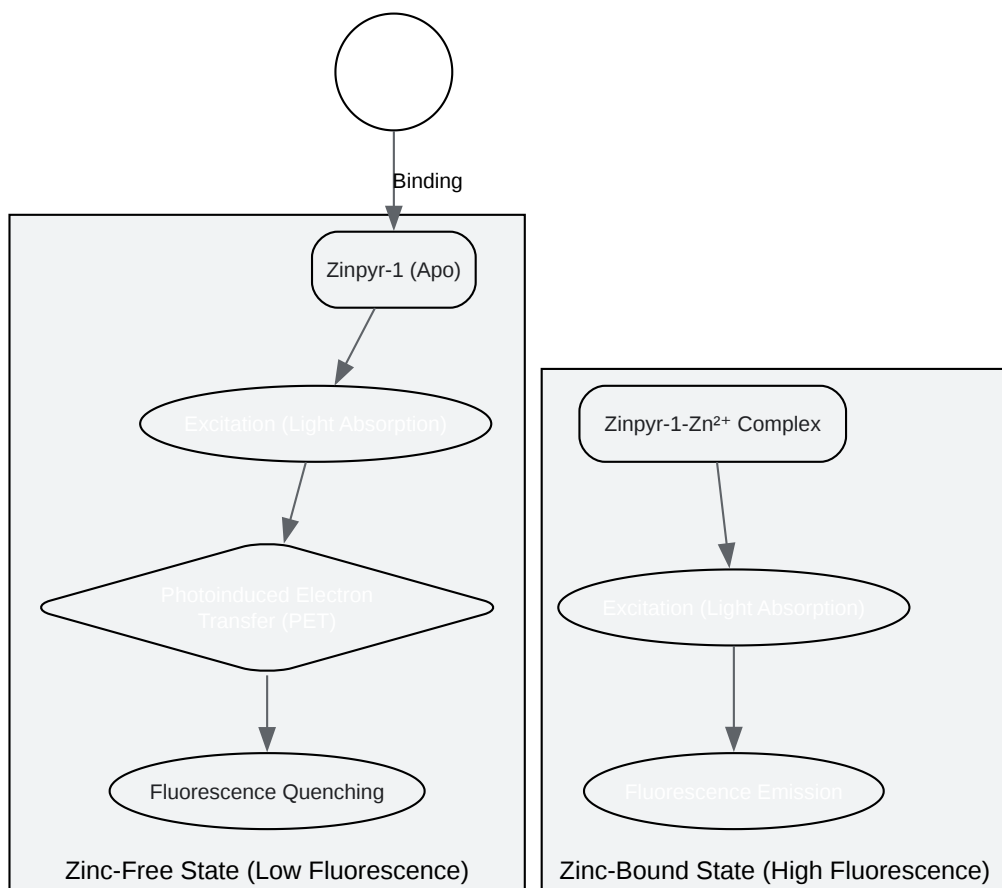 Binding
Zinpyr-1 (Apo)
Excitation (Light Absorption)
Photoinduced Electron
Transfer (PET)
Fluorescence Quenching
Zinc-Free State (Low Fluorescence)
Zinpyr-1-Zn²⁺ Complex
Excitation (Light Absorption)
Fluorescence Emission
Zinc-Bound State (High Fluorescence)